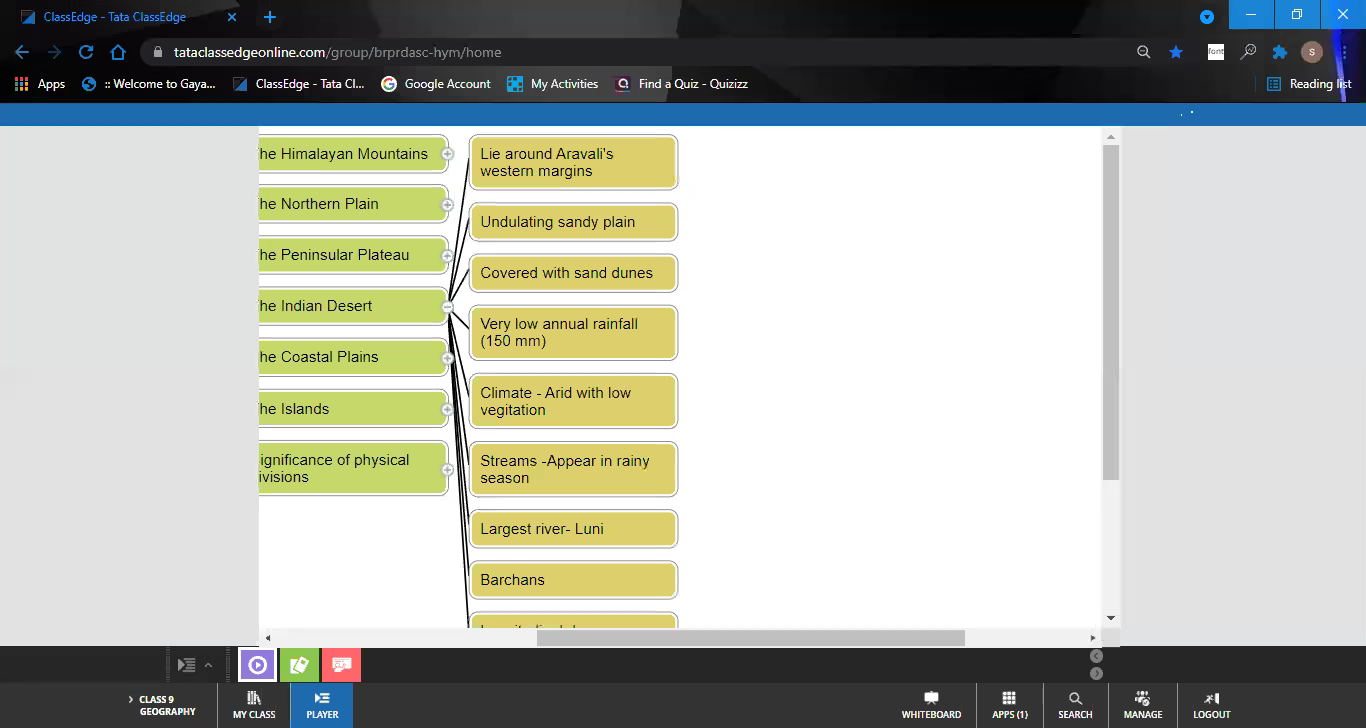 ClassEdge - Tata ClassEdge
tataclassedgeonline.com/group/brprdasc-hym/home
font
S
Apps
:: Welcome to Gaya...
ClassEdge - Tata Cl...
Google Account
My Activities
Find a Quiz - Quizizz
Reading list
he Himalayan Mountains
he Northern Plain
he Peninsular Plateau
he Indian Desert
he Coastal Plains
he Islands
ignificance of physical
ivisions
Lie around Aravali's
western margins
Undulating sandy plain
Covered with sand dunes
Very low annual rainfall
(150 mm)
Climate - Arid with low
vegitation
Streams -Appear in rainy
season
Largest river- Luni
Barchans
CLASS 9
GEOGRAPHY
MY CLASS
PLAYER
WHITEBOARD
APPS (1)
SEARCH
MANAGE
LOGOUT